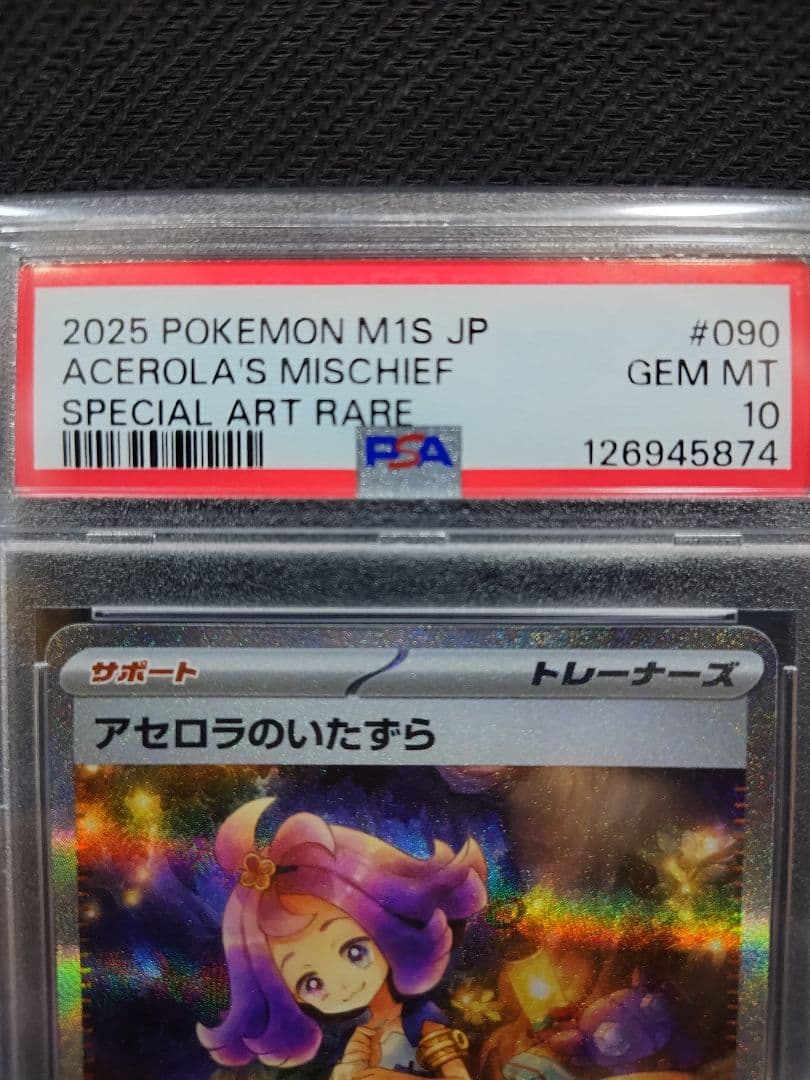 2025 POKEMON M1S JP #090
ACEROLA'S MISCHIEF GEM MT
SPECIAL ART RARE 10
PSA 126945874
サポート トレーナーズ
アセロラのいたずら